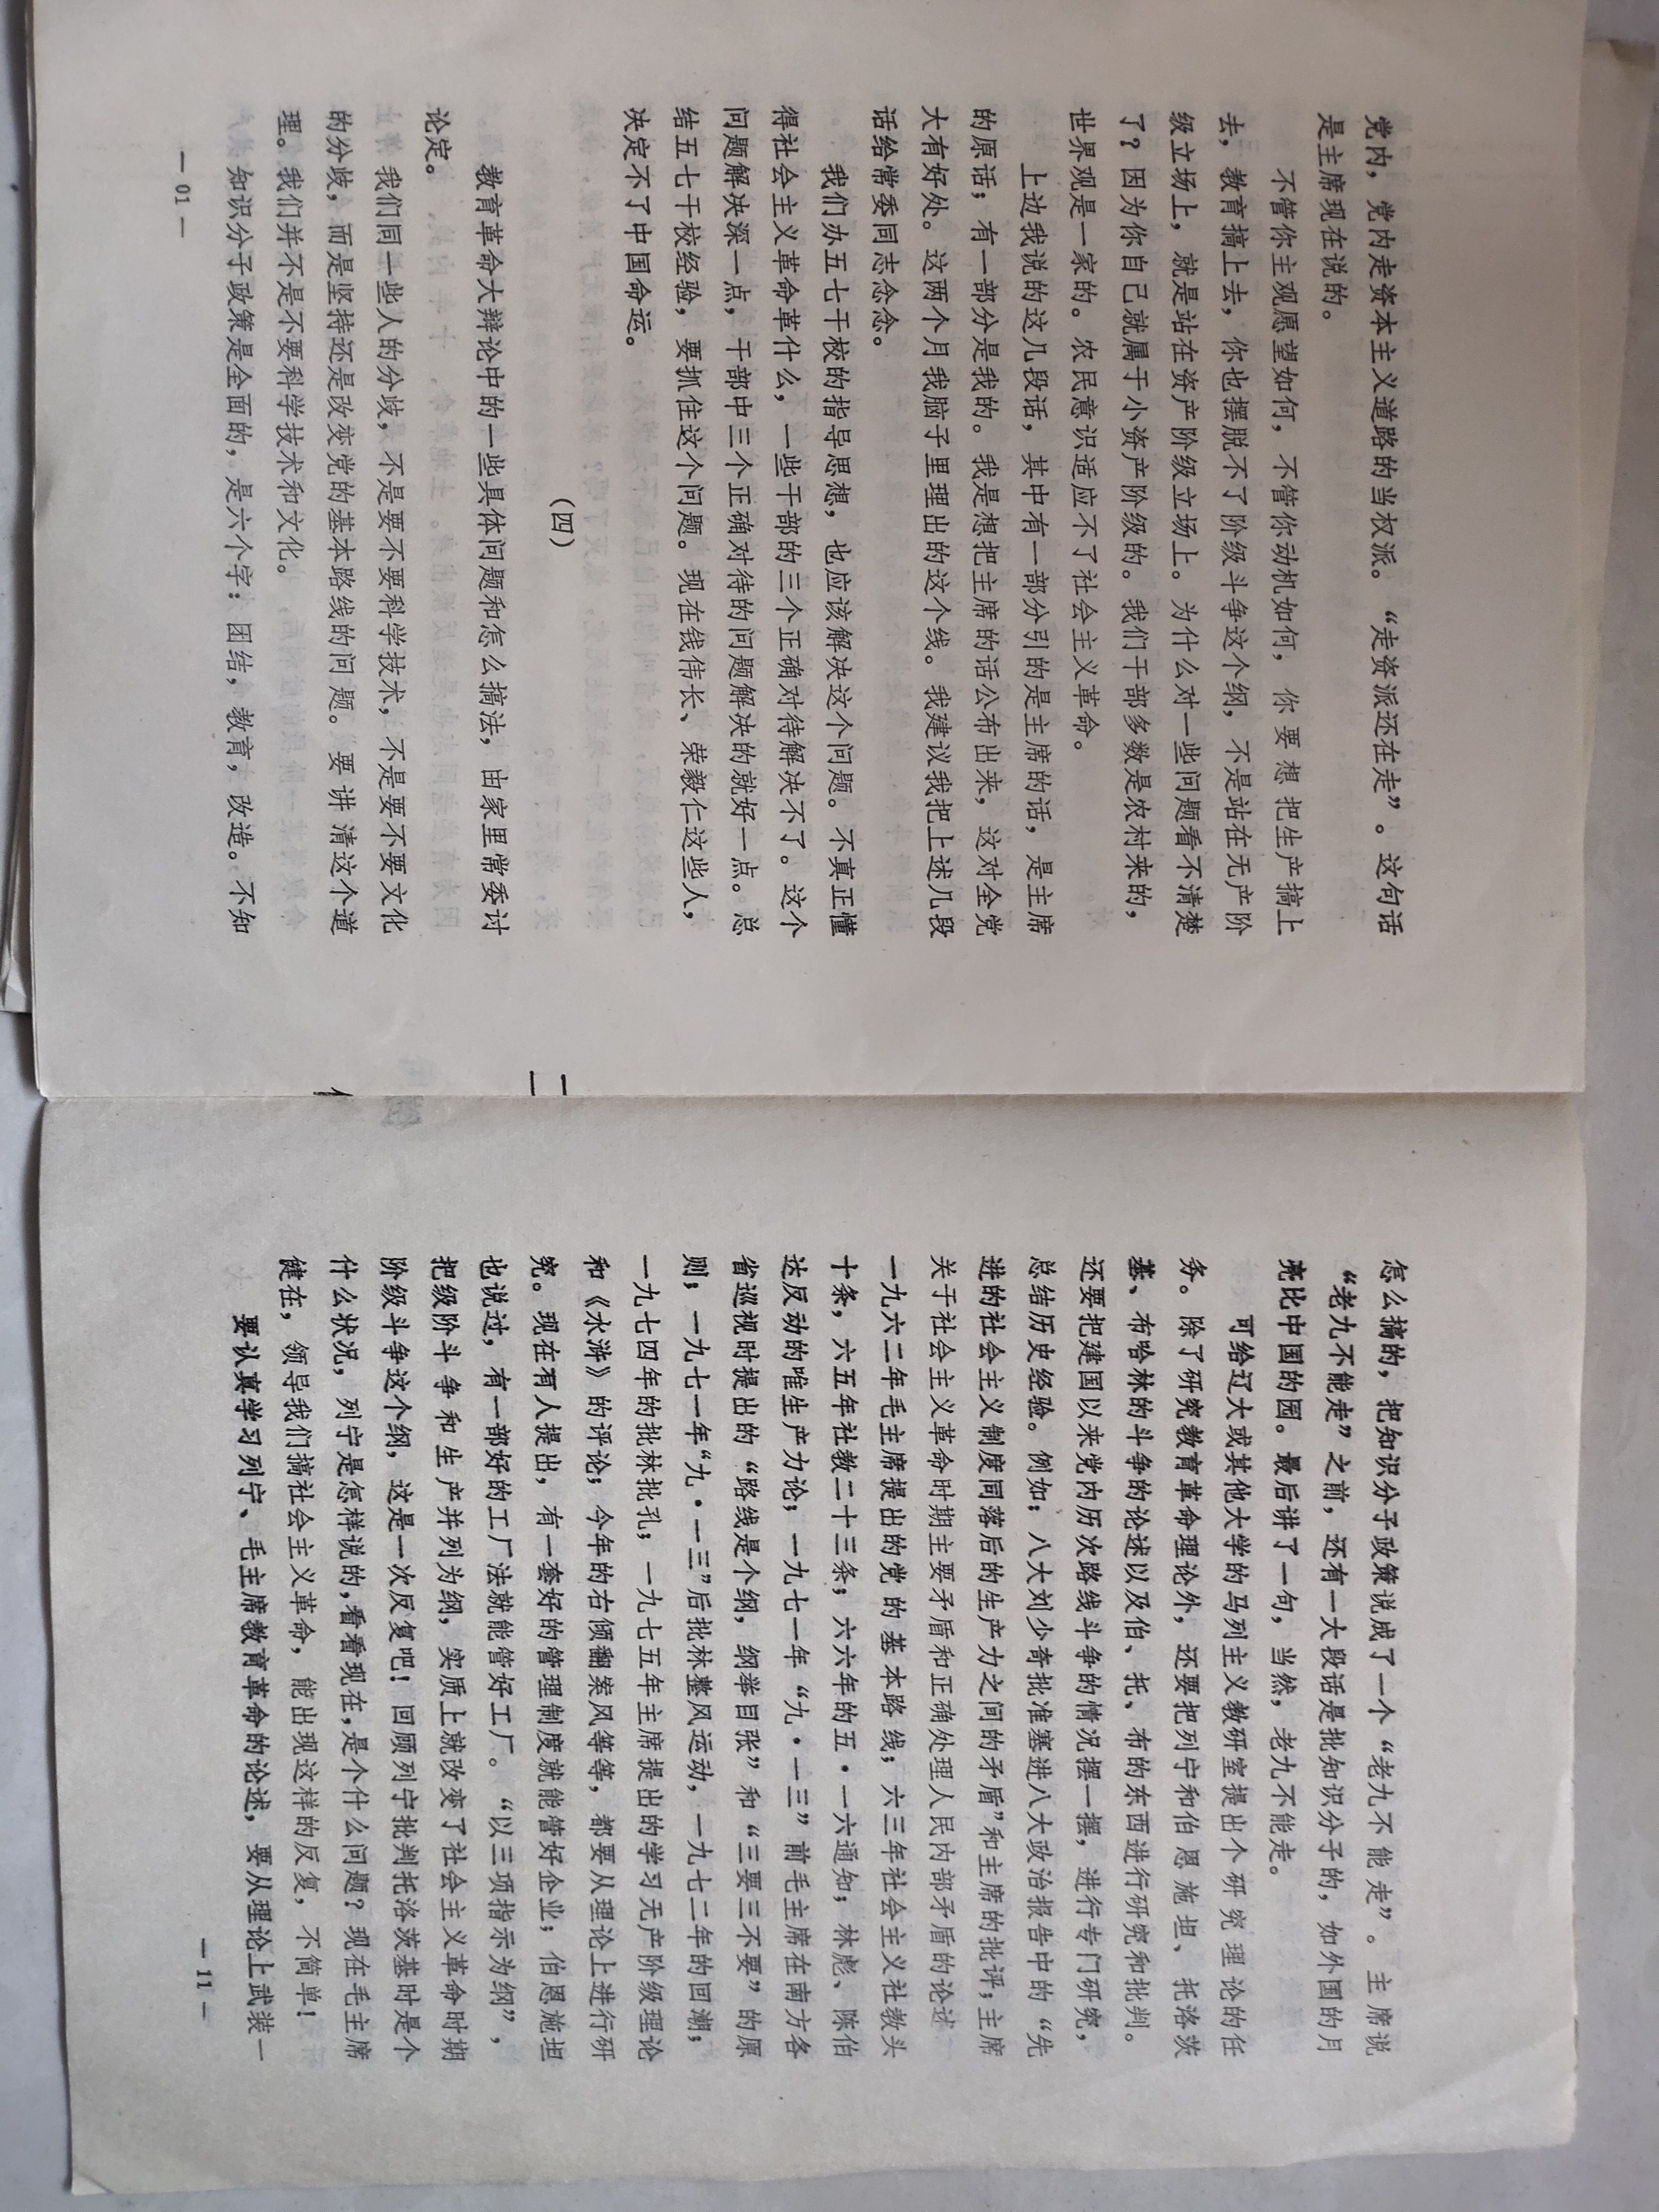 党内，党内走资本主义道路的当权派。“走资派还在走”。这句话
是主席现在说的。
不管你主观愿望如何，不管你动机如何，你要想把生产搞上
去，教育搞上去，你也摆脱不了阶级斗争这个纲，不是站在无产阶
级立场上，就是站在资产阶级立场上。为什么对一些问题看不清楚
了？因为你自己就属于小资产阶级的。我们干部多数是农村来的，
世界观是一家的。农民意识适应不了社会主义革命。
上边我说的这几段话，其中有一部分引的是主席的话，是主席
的原话；有一部分是我的。我是想把主席的话公布出来，这对全党
大有好处。这两个月我脑子里理出的这个线。我建议我把上述几段
话给常委同志念念。
我们办五七干校的指导思想，也应该解决这个问题。不真正懂
得社会主义革命革什么，一些干部的三个正确对待解决不了。这个
问题解决深一点，干部中三个正确对待的问题解决的就好一点。总
结五七干校经验，要抓住这个问题。现在钱伟长、荣毅仁这些人，
决定不了中国命运。
（四）
教育革命大辩论中的一些具体问题和怎么搞法，由家里常委讨
论定。
我们同一些人的分歧，不是要不要科学技术，不是要不要文化
的分歧，而是坚持还是改变党的基本路线的问题。要讲清这个道
理。我们并不是不要科学技术和文化。
知识分子政策是全面的，是六个字：团结，教育，改造。不知
— 01 —
怎么搞的，把知识分子政策说成了一个“老九不能走”。主席说
“老九不能走”之前，还有一大段话是批知识分子的，如外国的月
亮比中国的圆。最后讲了一句，当然，老九不能走。
可给辽大或其他大学的马列主义教研室提出个研究理论的任
务。除了研究教育革命理论外，还要把列宁和伯恩施坦、托洛茨
基、布哈林的斗争的论述以及伯、托、布的东西进行研究和批判。
还要把建国以来党内历次路线斗争的情况摆一摆，进行专门研究，
总结历史经验。例如：八大刘少奇批准塞进八大政治报告中的“先
进的社会主义制度同落后的生产力之间的矛盾”和主席的批评；主席
关于社会主义革命时期主要矛盾和正确处理人民内部矛盾的论述
一九六二年毛主席提出的党的基本路线；六三年社会主义社教头
十条，六五年社教二十三条；六六年的五·一六通知；林彪、陈伯
达反动的唯生产力论；一九七一年“九·一三”前毛主席在南方各
省巡视时提出的“路线是个纲，纲举目张”和“三要三不要”的原
则；一九七一年“九·一三”后批林整风运动，一九七二年的回潮；
一九七四年的批林批孔；一九七五年主席提出的学习无产阶级理论
和《水浒》的评论；今年的右倾翻案风等等，都要从理论上进行研
究。现在有人提出，有一套好的管理制度就能管好企业；伯恩施坦
也说过，有一部好的工厂法就能管好工厂。“以三项指示为纲”，
把级阶斗争和生产并列为纲，实质上就改变了社会主义革命时期
阶级斗争这个纲，这是一次反复吧！回顾列宁批判托洛茨基时是个
什么状况，列宁是怎样说的，看看现在，是个什么问题？现在毛主席
健在，领导我们搞社会主义革命，能出现这样的反复，不简单！
要认真学习列宁、毛主席教育革命的论述，要从理论上武装一
— 11 —